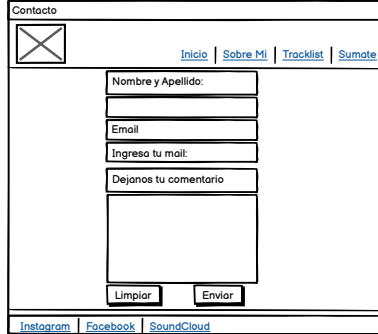 Contacto
Inicio | Sobre Mi | Tracklist | Sumate
Nombre y Apellido:
Email
Ingresa tu mail:
Dejanos tu comentario
Limpiar Enviar
Instagram | Facebook | SoundCloud